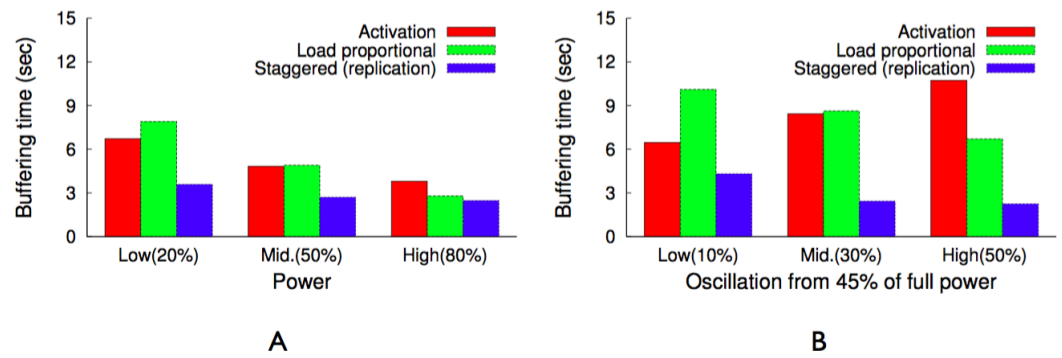 15
12
9
6
3
0
Buffering time (sec)
Activation
Load proportional
Staggered (replication)
Low(20%) Mid.(50%) High(80%)
Power
A
15
12
9
6
3
0
Buffering time (sec)
Activation
Load proportional
Staggered (replication)
Low(10%) Mid.(30%) High(50%)
Oscillation from 45% of full power
B